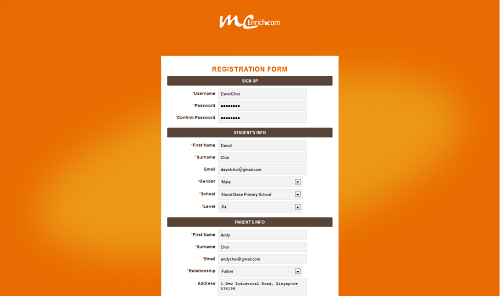 MC Enrich.com
REGISTRATION FORM
SIGN UP
*Username DavidChoi
*Password ●●●●●●●●
*Confirm Password ●●●●●●●●
STUDENT'S INFO
*First Name David
*Surname Choi
Email davidchoi@gmail.com
*Gender Male
*School Naval Base Primary School
*Level P4
PARENT'S INFO
*First Name Andy
*Surname Choi
*Email andychoi@gmail.com
*Relationship Father
Address 1 New Industrial Road, Singapore
536196